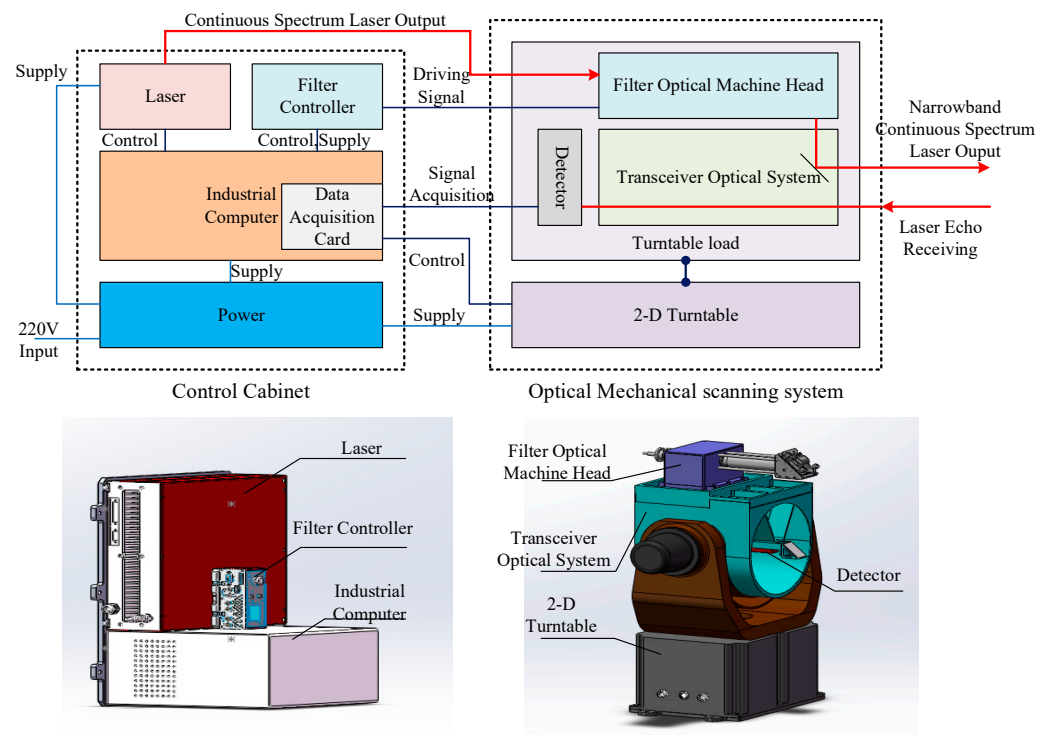 Continuous Spectrum Laser Output
Supply
Laser
Filter
Controller
Driving
Signal
Filter Optical Machine Head
Narrowband
Continuous Spectrum
Laser Ouput
Control
Control,Supply
Detector
Transceiver Optical System
Industrial
Computer
Data
Acquisition
Card
Signal
Acquisition
Laser Echo
Receiving
Turntable load
Control
Supply
Power
Supply
2-D Turntable
220V
Input
Control Cabinet
Optical Mechanical scanning system
Laser
Filter Controller
Industrial
Computer
Filter Optical
Machine Head
Transceiver
Optical System
Detector
2-D
Turntable